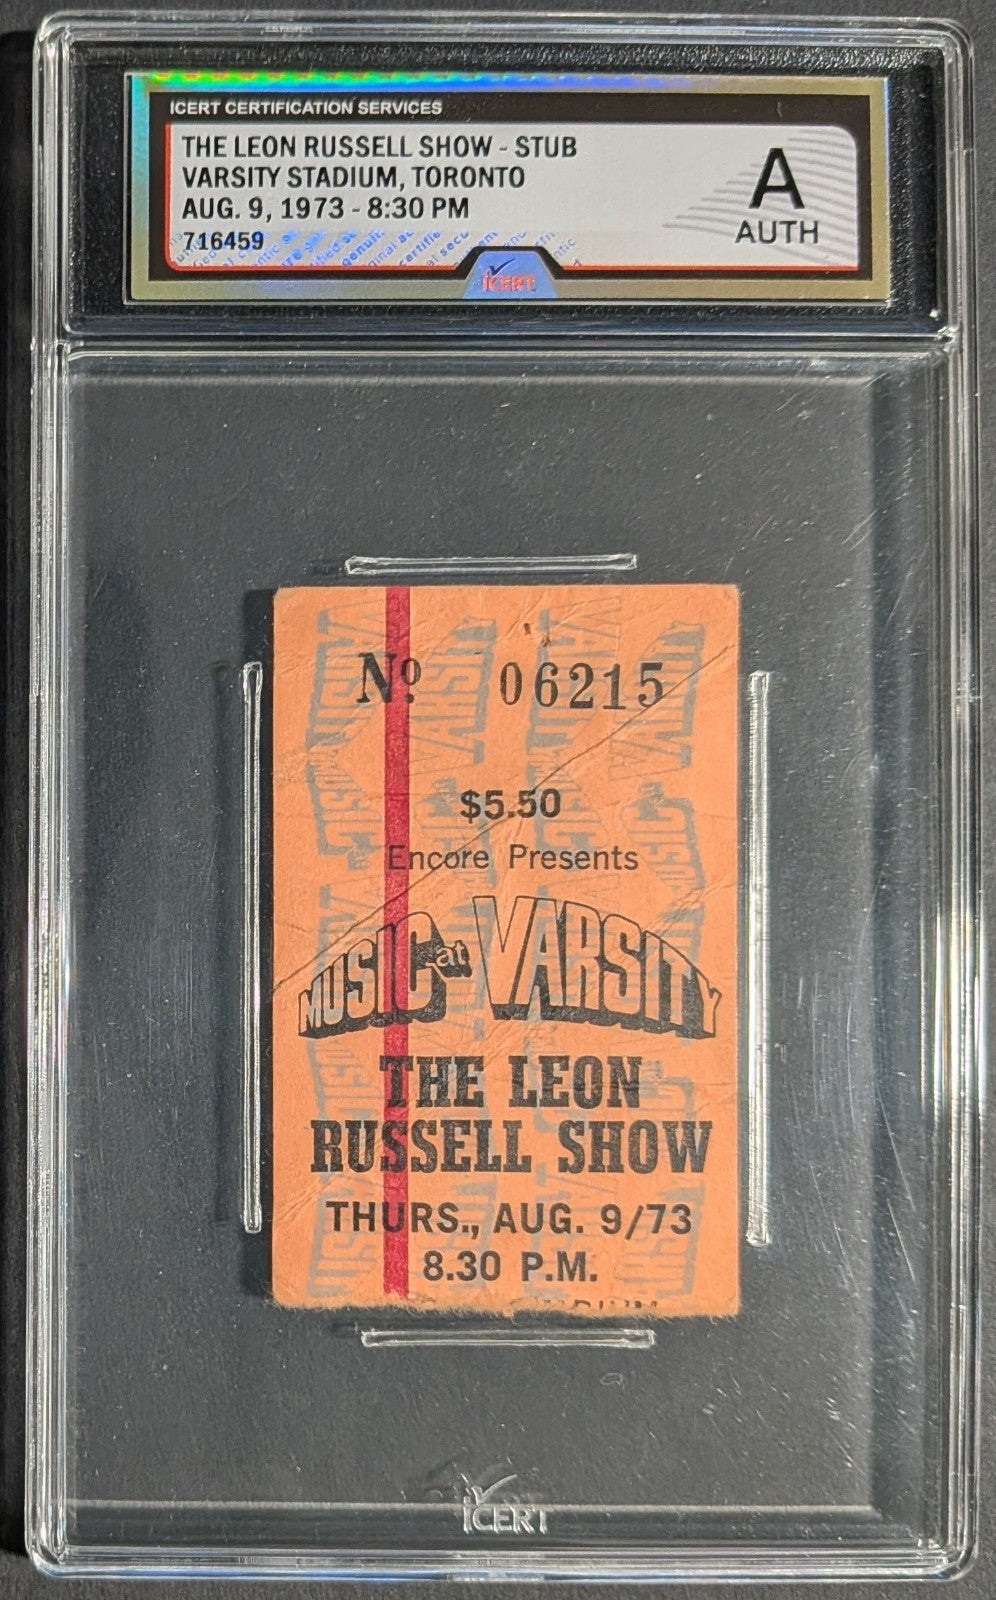 ICERT CERTIFICATION SERVICES
THE LEON RUSSELL SHOW - STUB
VARSITY STADIUM, TORONTO
AUG. 9, 1973 - 8:30 PM
716459
A
AUTH
ICERT
Nº 06215
$5.50
Encore Presents
MUSIC at VARSITY
THE LEON
RUSSELL SHOW
THURS., AUG. 9/73
8.30 P.M.
ICERT